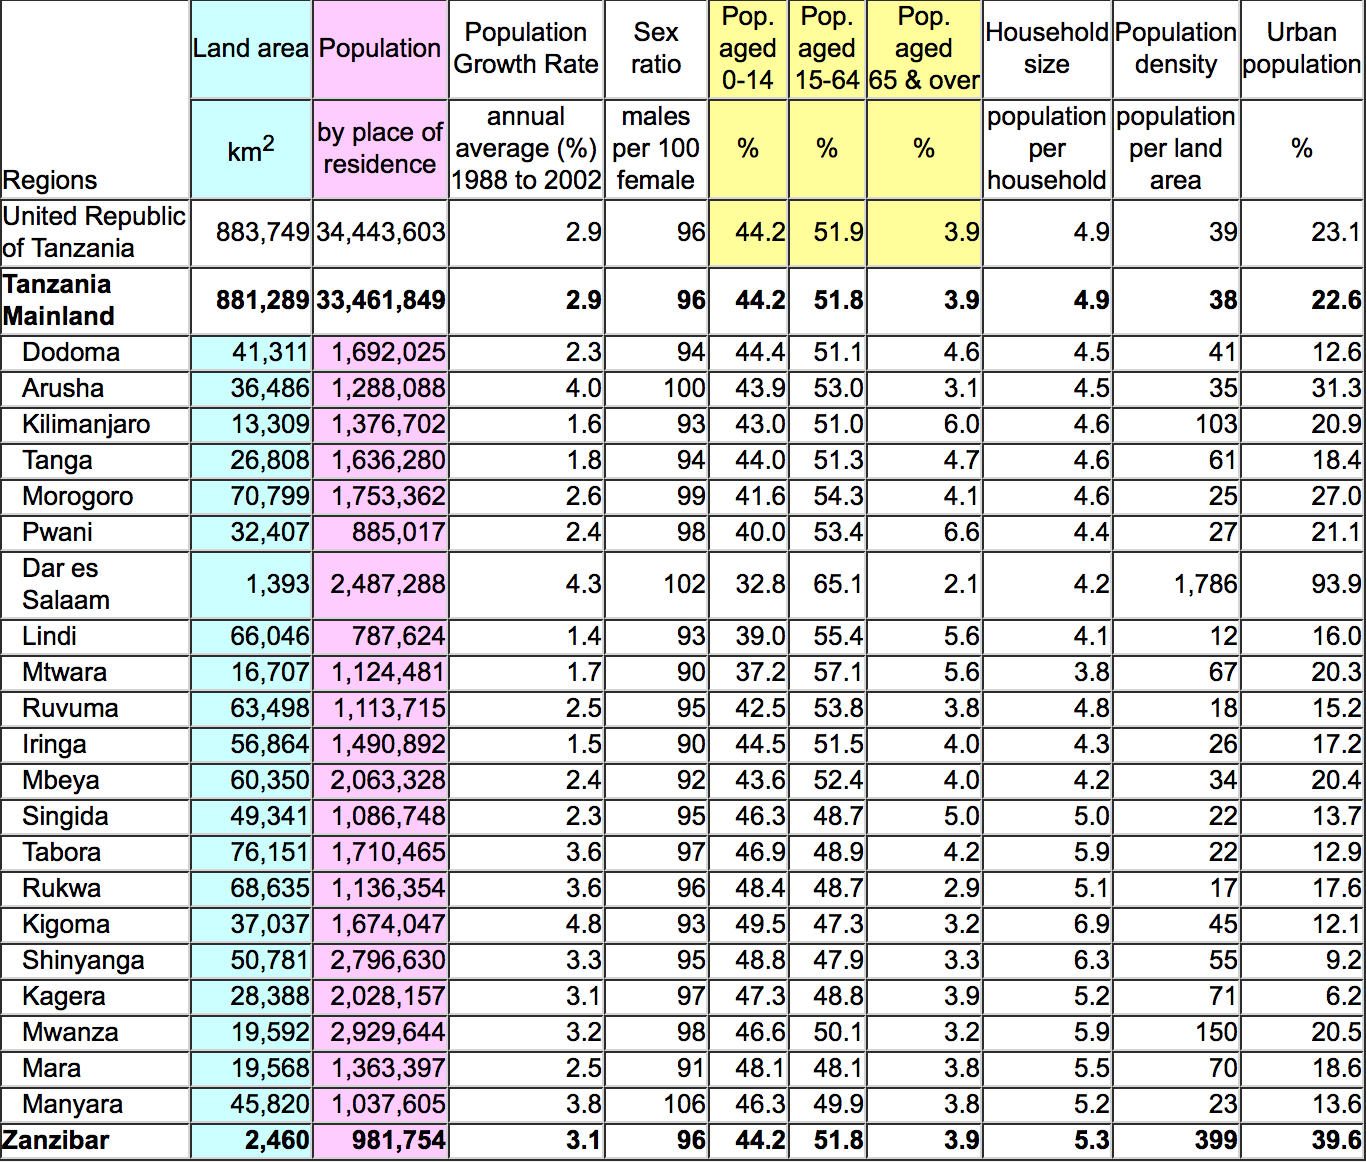 Regions Land area Population Population Growth Rate Sex ratio Pop. aged 0-14 Pop. aged 15-64 Pop. aged 65 & over Household size Population density Urban population
km2 by place of residence annual average (%) 1988 to 2002 males per 100 female % % % population per household population per land area %
United Republic of Tanzania 883,749 34,443,603 2.9 96 44.2 51.9 3.9 4.9 39 23.1
Tanzania Mainland 881,289 33,461,849 2.9 96 44.2 51.8 3.9 4.9 38 22.6
Dodoma 41,311 1,692,025 2.3 94 44.4 51.1 4.6 4.5 41 12.6
Arusha 36,486 1,288,088 4.0 100 43.9 53.0 3.1 4.5 35 31.3
Kilimanjaro 13,309 1,376,702 1.6 93 43.0 51.0 6.0 4.6 103 20.9
Tanga 26,808 1,636,280 1.8 94 44.0 51.3 4.7 4.6 61 18.4
Morogoro 70,799 1,753,362 2.6 99 41.6 54.3 4.1 4.6 25 27.0
Pwani 32,407 885,017 2.4 98 40.0 53.4 6.6 4.4 27 21.1
Dar es Salaam 1,393 2,487,288 4.3 102 32.8 65.1 2.1 4.2 1,786 93.9
Lindi 66,046 787,624 1.4 93 39.0 55.4 5.6 4.1 12 16.0
Mtwara 16,707 1,124,481 1.7 90 37.2 57.1 5.6 3.8 67 20.3
Ruvuma 63,498 1,113,715 2.5 95 42.5 53.8 3.8 4.8 18 15.2
Iringa 56,864 1,490,892 1.5 90 44.5 51.5 4.0 4.3 26 17.2
Mbeya 60,350 2,063,328 2.4 92 43.6 52.4 4.0 4.2 34 20.4
Singida 49,341 1,086,748 2.3 95 46.3 48.7 5.0 5.0 22 13.7
Tabora 76,151 1,710,465 3.6 97 46.9 48.9 4.2 5.9 22 12.9
Rukwa 68,635 1,136,354 3.6 96 48.4 48.7 2.9 5.1 17 17.6
Kigoma 37,037 1,674,047 4.8 93 49.5 47.3 3.2 6.9 45 12.1
Shinyanga 50,781 2,796,630 3.3 95 48.8 47.9 3.3 6.3 55 9.2
Kagera 28,388 2,028,157 3.1 97 47.3 48.8 3.9 5.2 71 6.2
Mwanza 19,592 2,929,644 3.2 98 46.6 50.1 3.2 5.9 150 20.5
Mara 19,568 1,363,397 2.5 91 48.1 48.1 3.8 5.5 70 18.6
Manyara 45,820 1,037,605 3.8 106 46.3 49.9 3.8 5.2 23 13.6
Zanzibar 2,460 981,754 3.1 96 44.2 51.8 3.9 5.3 399 39.6